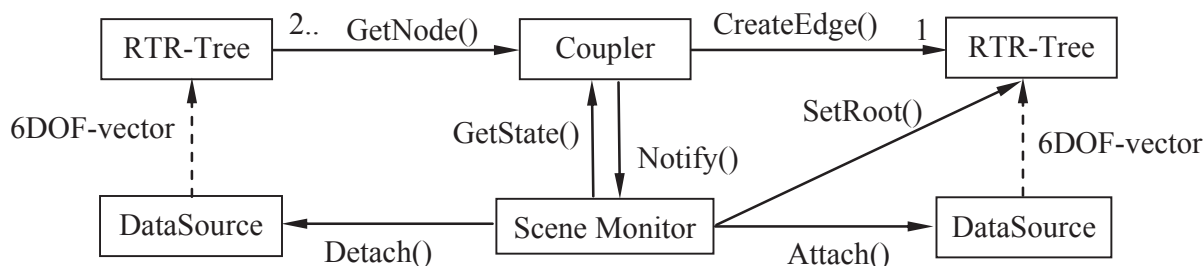 2..
GetNode()
CreateEdge()
1
RTR-Tree
Coupler
RTR-Tree
6DOF-vector
GetState()
Notify()
SetRoot()
6DOF-vector
DataSource
Scene Monitor
DataSource
Detach()
Attach()